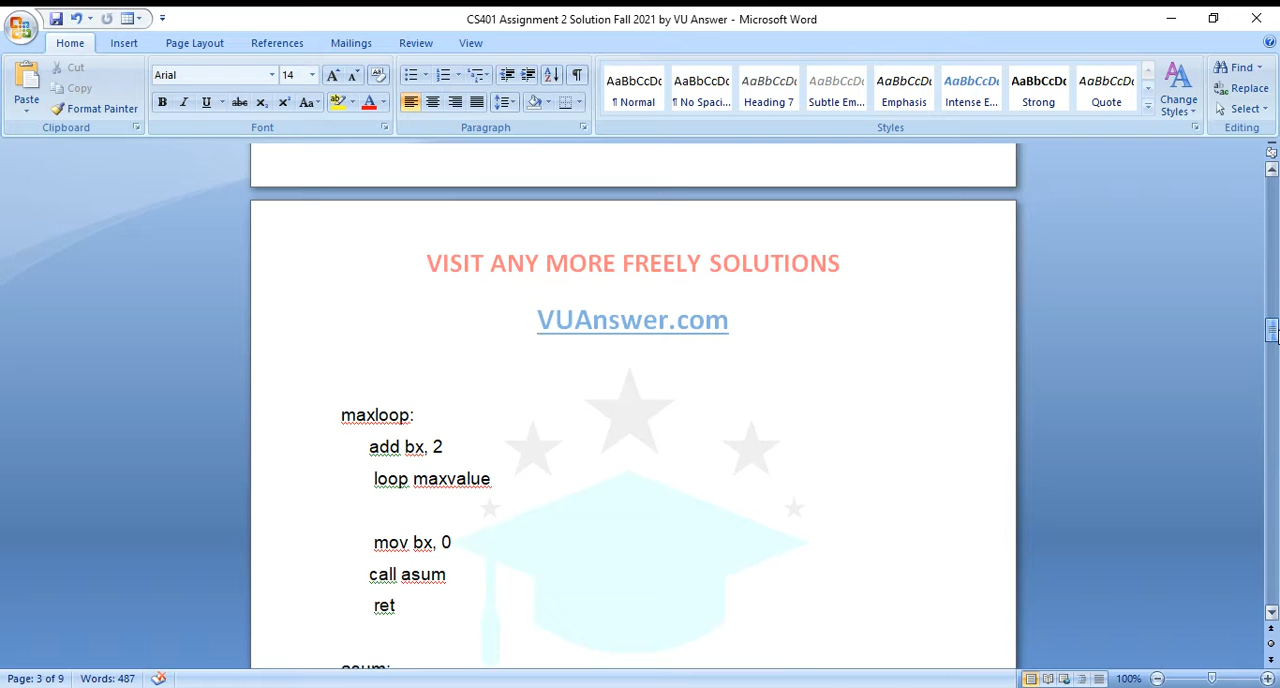 CS401 Assignment 2 Solution Fall 2021 by VU Answer - Microsoft Word
Home Insert Page Layout References Mailings Review View
Paste
Cut
Copy
Format Painter
Clipboard
Arial 14
Font
Paragraph
AaBbCcDc AaBbCcDc AaBbCcDc AaBbCcDc AaBbCcDc AaBbCcDc AaBbCcDc AaBbCcDc
¶ Normal ¶ No Spaci... Heading 7 Subtle Em... Emphasis Intense E... Strong Quote
Change Styles
Styles
Find
Replace
Select
Editing
VISIT ANY MORE FREELY SOLUTIONS
VUAnswer.com
maxloop:
add bx, 2
loop maxvalue
mov bx, 0
call asum
ret
asum:
Page: 3 of 9 Words: 487 100%